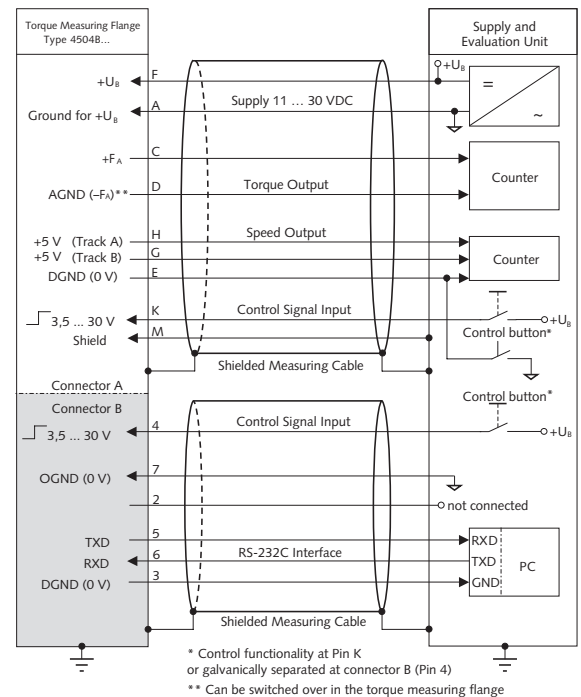 Torque Measuring Flange
Type 4504B...
Supply and
Evaluation Unit
+UB
F
+UB
=
~
Supply 11 ... 30 VDC
Ground for +UB
A
+FA
C
Counter
AGND (–FA)**
D
Torque Output
+5 V (Track A)
H
Speed Output
+5 V (Track B)
G
Counter
DGND (0 V)
E
3,5 ... 30 V
K
Control Signal Input
+UB
Control button*
Shield
M
Shielded Measuring Cable
Connector A
Connector B
Control button*
3,5 ... 30 V
4
Control Signal Input
+UB
OGND (0 V)
7
2
not connected
TXD
5
RXD
RXD
6
RS-232C Interface
TXD
PC
DGND (0 V)
3
GND
Shielded Measuring Cable
* Control functionality at Pin K
or galvanically separated at connector B (Pin 4)
** Can be switched over in the torque measuring flange